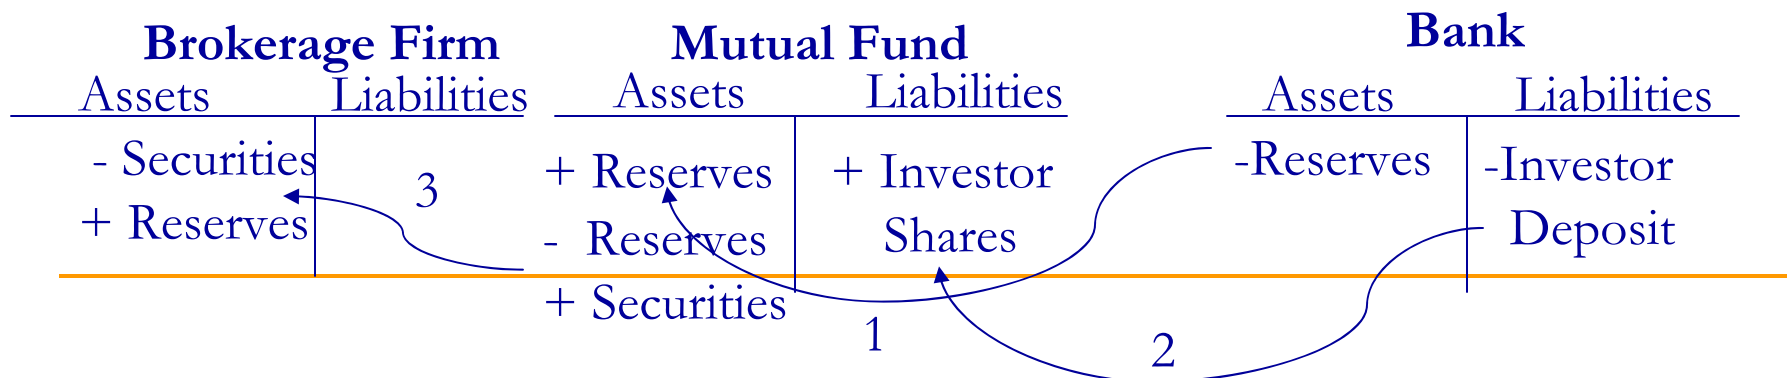 Brokerage Firm
Assets Liabilities
- Securities
+ Reserves
3
Mutual Fund
Assets Liabilities
+ Reserves + Investor
- Reserves Shares
+ Securities
1
Bank
Assets Liabilities
-Reserves -Investor
Deposit
2